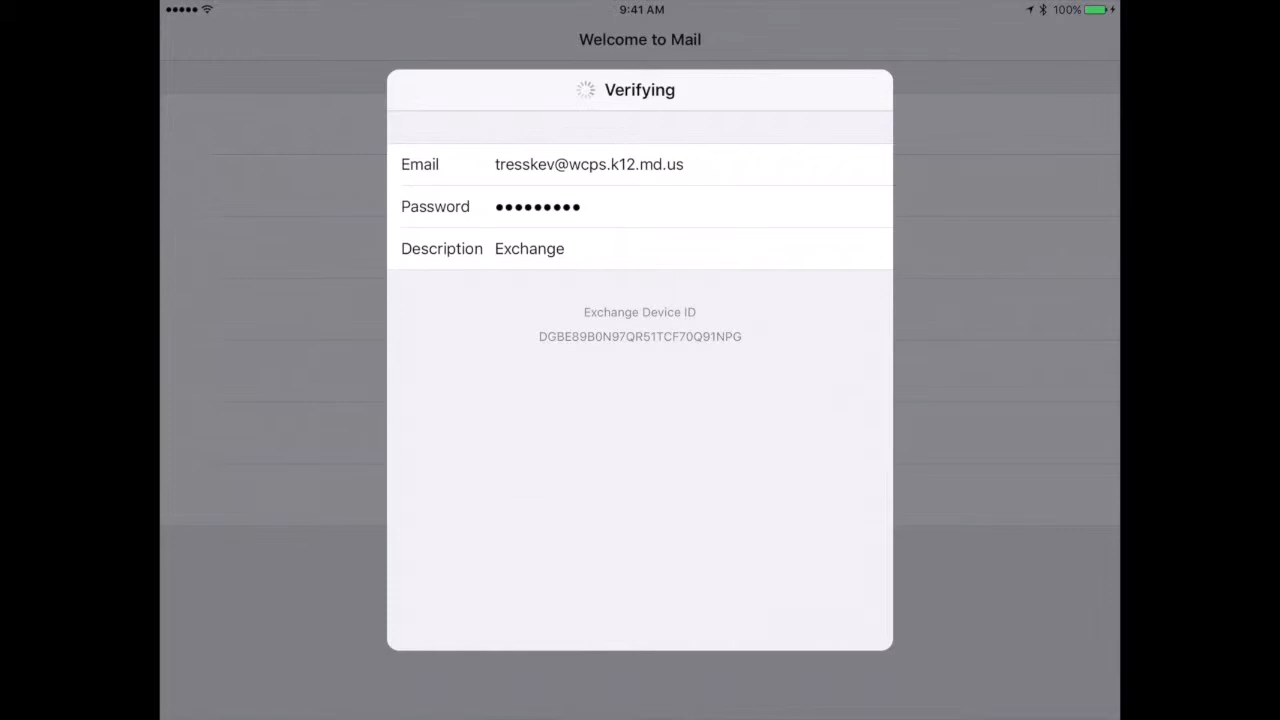 9:41 AM
100%
Welcome to Mail
Verifying
Email tresskev@wcps.k12.md.us
Password •••••••••
Description Exchange
Exchange Device ID
DGBE89B0N97QR51TCF70Q91NPG